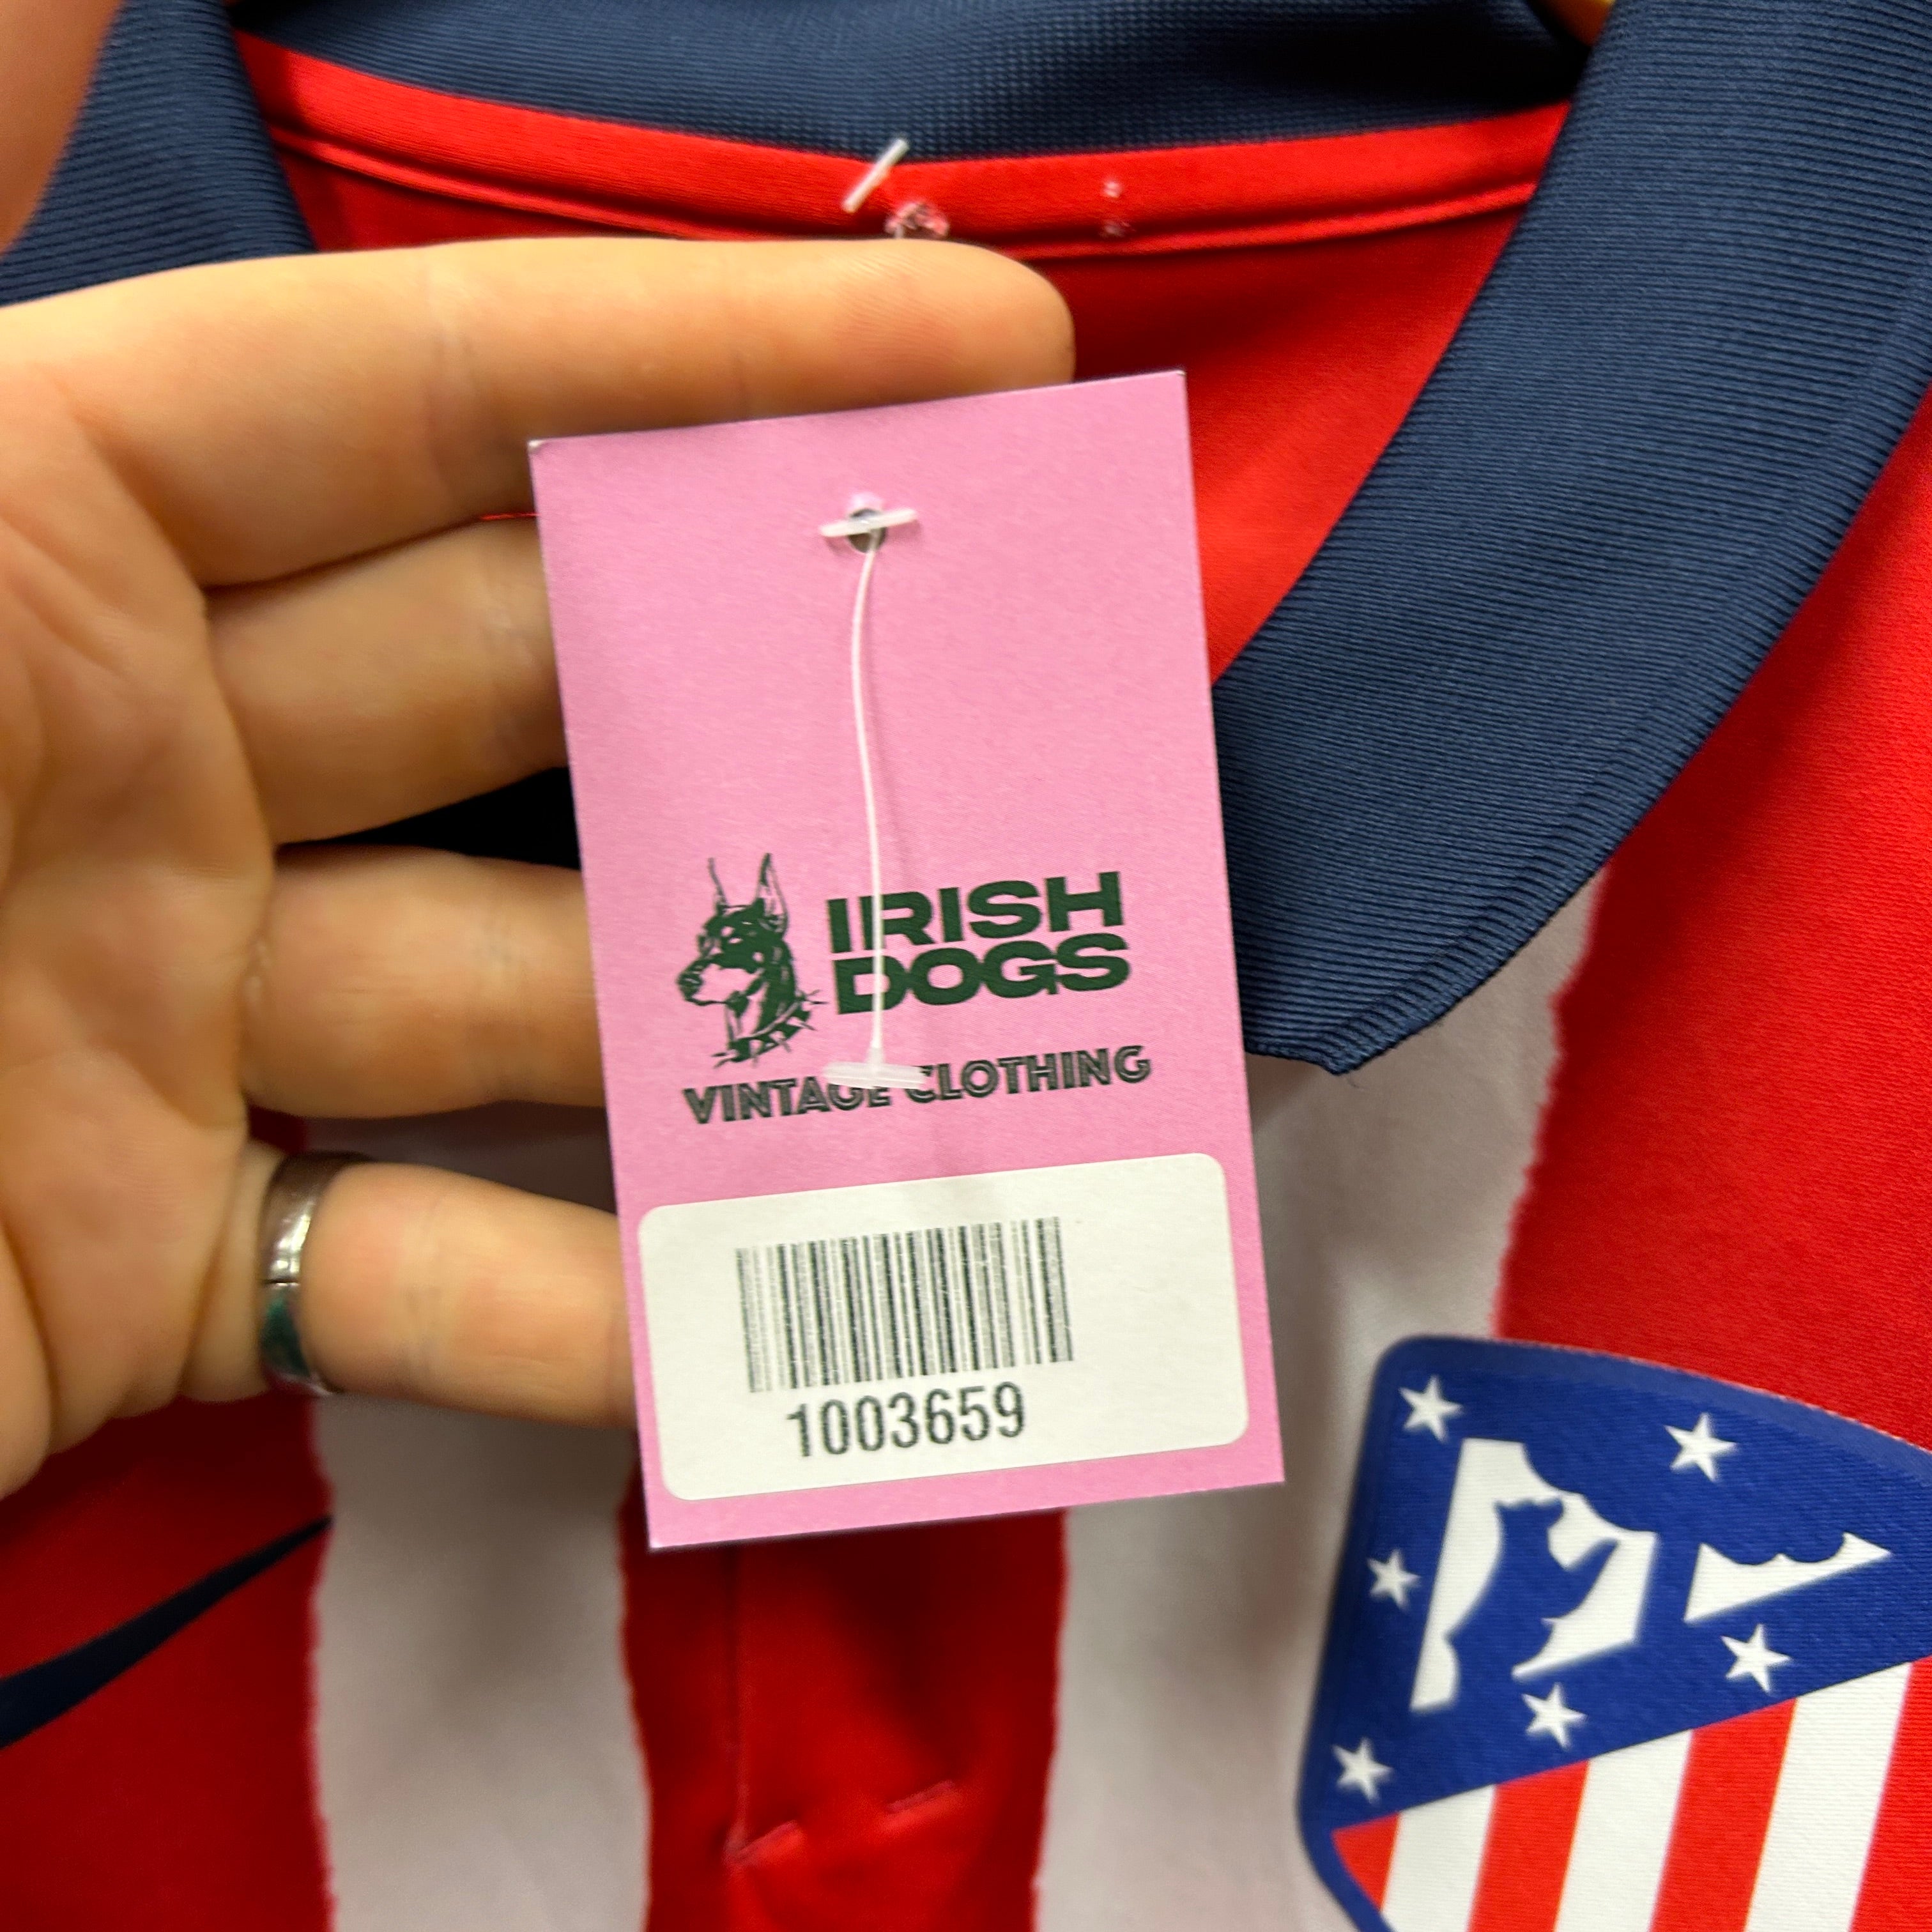 IRISH
DOGS
VINTAGE CLOTHING
1003659